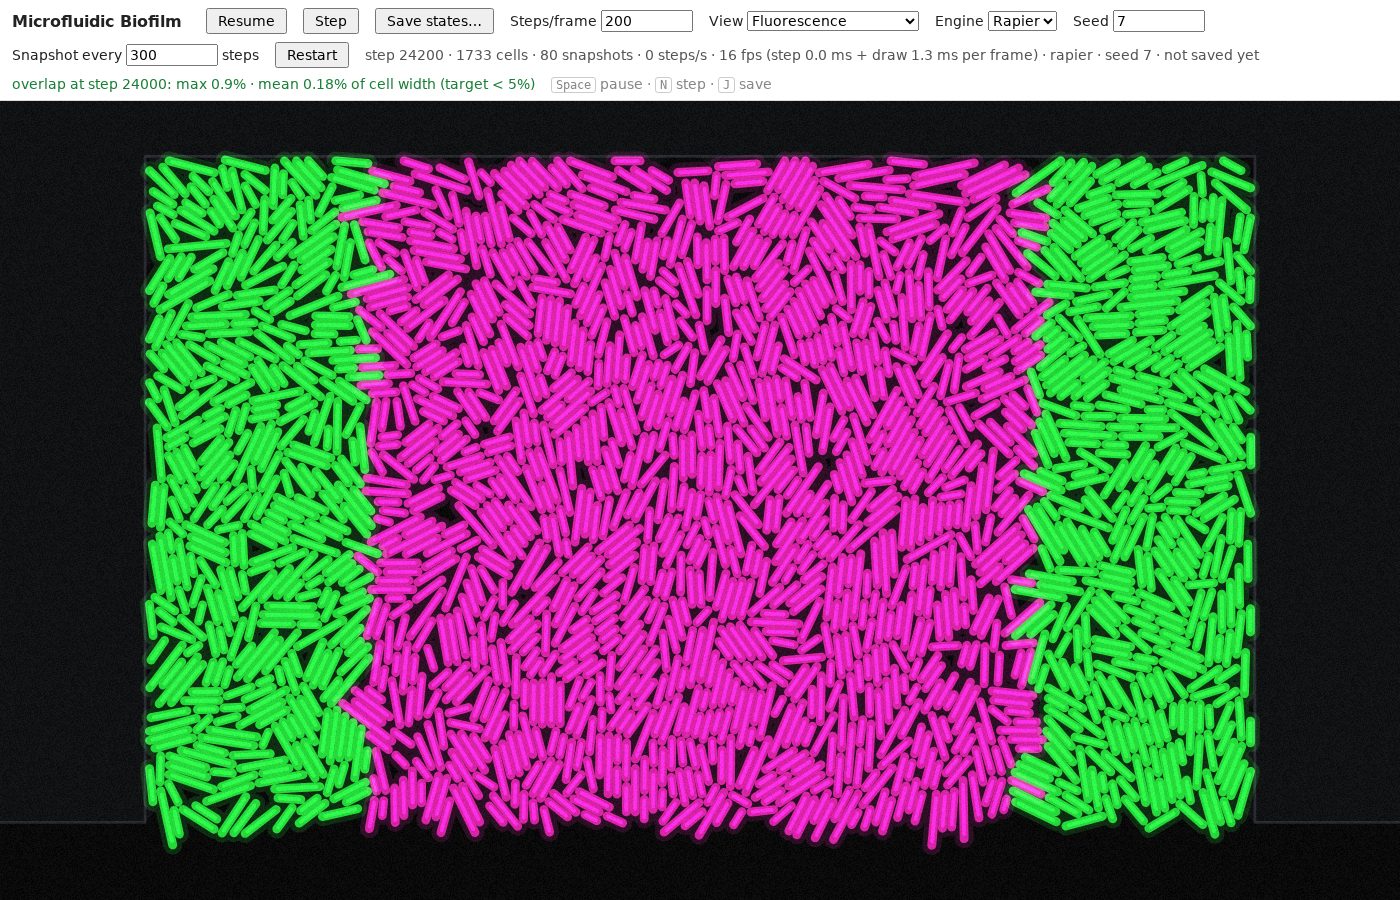 Microfluidic Biofilm Resume Step Save states... Steps/frame 200 View Fluorescence Engine Rapier Seed 7
Snapshot every 300 steps Restart step 24200 · 1733 cells · 80 snapshots · 0 steps/s · 16 fps (step 0.0 ms + draw 1.3 ms per frame) · rapier · seed 7 · not saved yet
overlap at step 24000: max 0.9% · mean 0.18% of cell width (target < 5%) Space pause · N step · J save